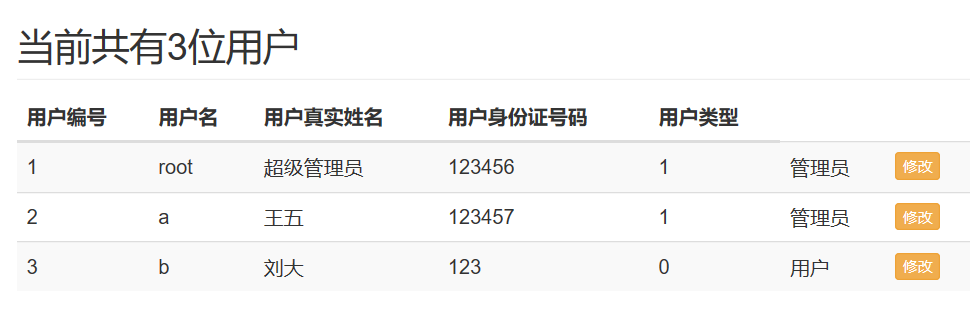 当前共有3位用户
用户编号 用户名 用户真实姓名 用户身份证号码 用户类型
1 root 超级管理员 123456 1 管理员 修改
2 a 王五 123457 1 管理员 修改
3 b 刘大 123 0 用户 修改